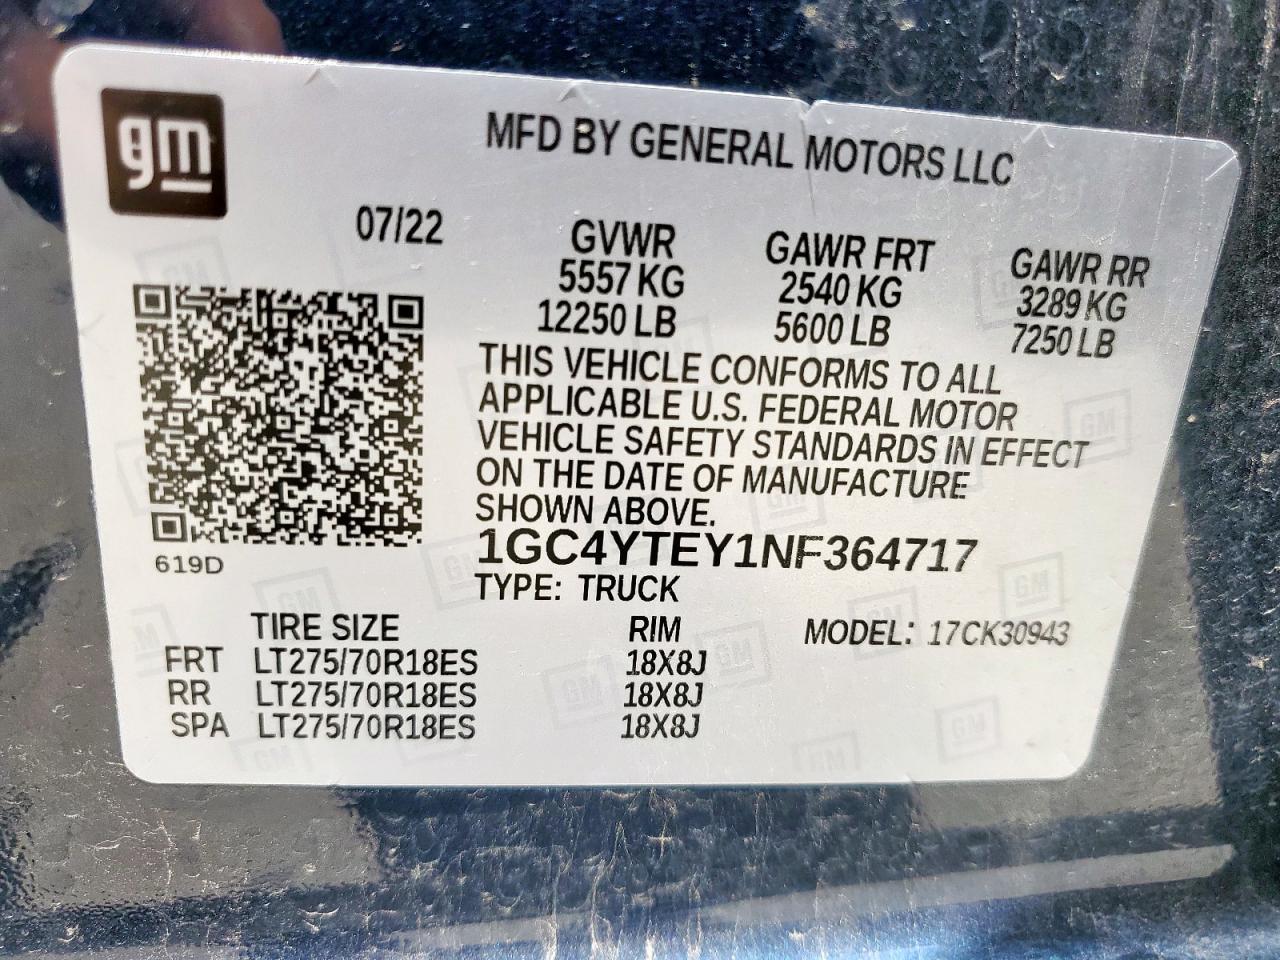 gm
MFD BY GENERAL MOTORS LLC
07/22
GVWR GAWR FRT GAWR RR
5557 KG 2540 KG 3289 KG
12250 LB 5600 LB 7250 LB
THIS VEHICLE CONFORMS TO ALL
APPLICABLE U.S. FEDERAL MOTOR
VEHICLE SAFETY STANDARDS IN EFFECT
ON THE DATE OF MANUFACTURE
SHOWN ABOVE.
1GC4YTEY1NF364717
619D
TYPE: TRUCK
TIRE SIZE RIM MODEL: 17CK30943
FRT LT275/70R18ES 18X8J
RR LT275/70R18ES 18X8J
SPA LT275/70R18ES 18X8J